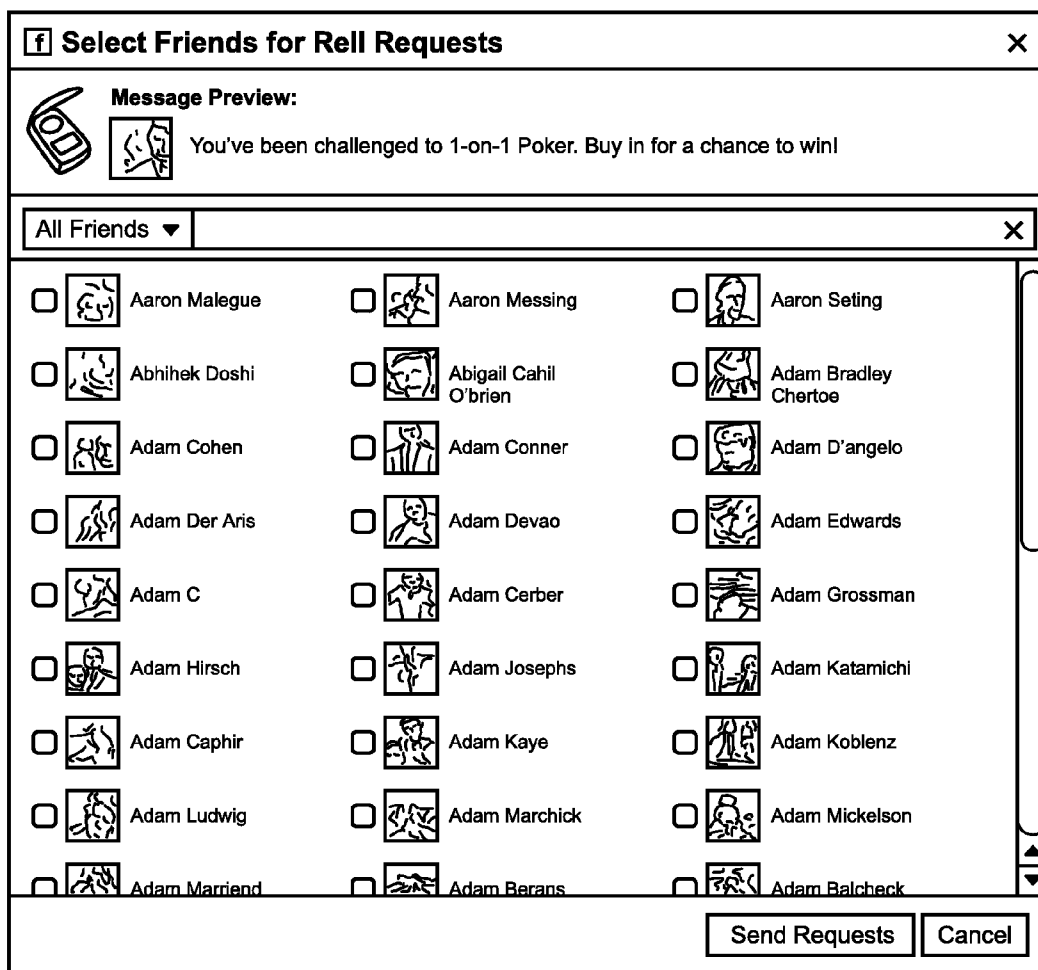 f Select Friends for Rell Requests
Message Preview:
You've been challenged to 1-on-1 Poker. Buy in for a chance to win!
All Friends
Aaron Malegue Aaron Messing Aaron Seting
Abhihek Doshi Abigail Cahil Adam Bradley
O'brien Chertoe
Adam Cohen Adam Conner Adam D'angelo
Adam Der Aris Adam Devao Adam Edwards
Adam C Adam Cerber Adam Grossman
Adam Hirsch Adam Josephs Adam Katamichi
Adam Caphir Adam Kaye Adam Koblenz
Adam Ludwig Adam Marchick Adam Mickelson
Adam Marriend Adam Berans Adam Balcheck
Send Requests Cancel